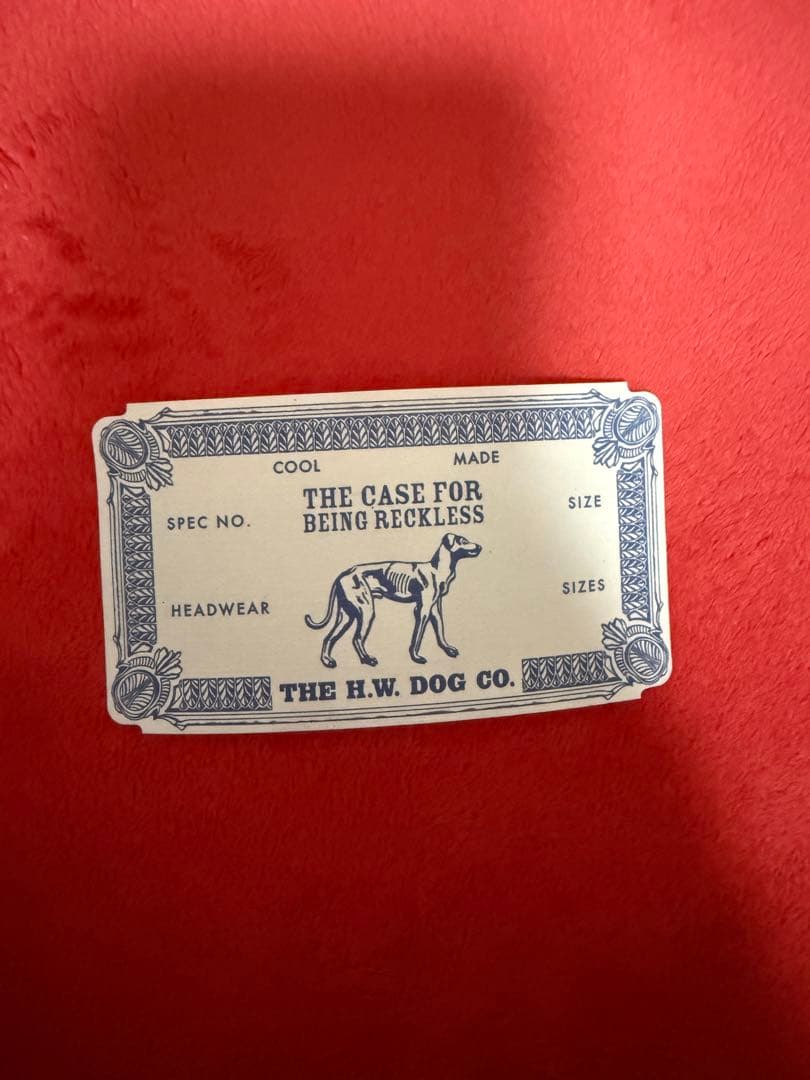 COOL MADE
THE CASE FOR
BEING RECKLESS
SPEC NO. SIZE
HEADWEAR SIZES
THE H.W. DOG CO.